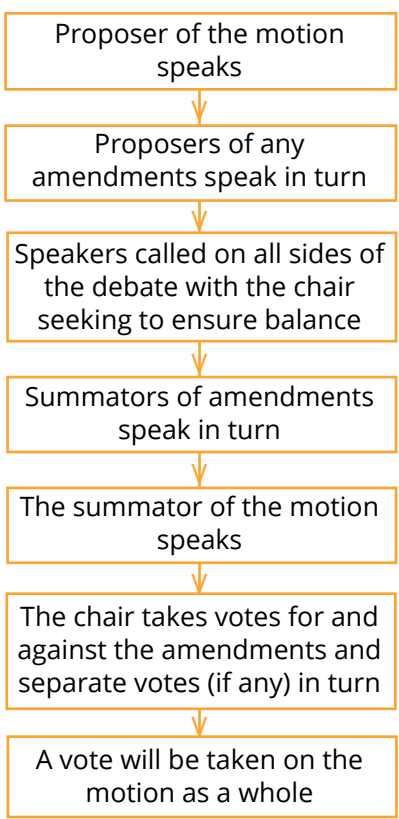 Proposer of the motion
speaks
Proposers of any
amendments speak in turn
Speakers called on all sides of
the debate with the chair
seeking to ensure balance
Summators of amendments
speak in turn
The summator of the motion
speaks
The chair takes votes for and
against the amendments and
separate votes (if any) in turn
A vote will be taken on the
motion as a whole